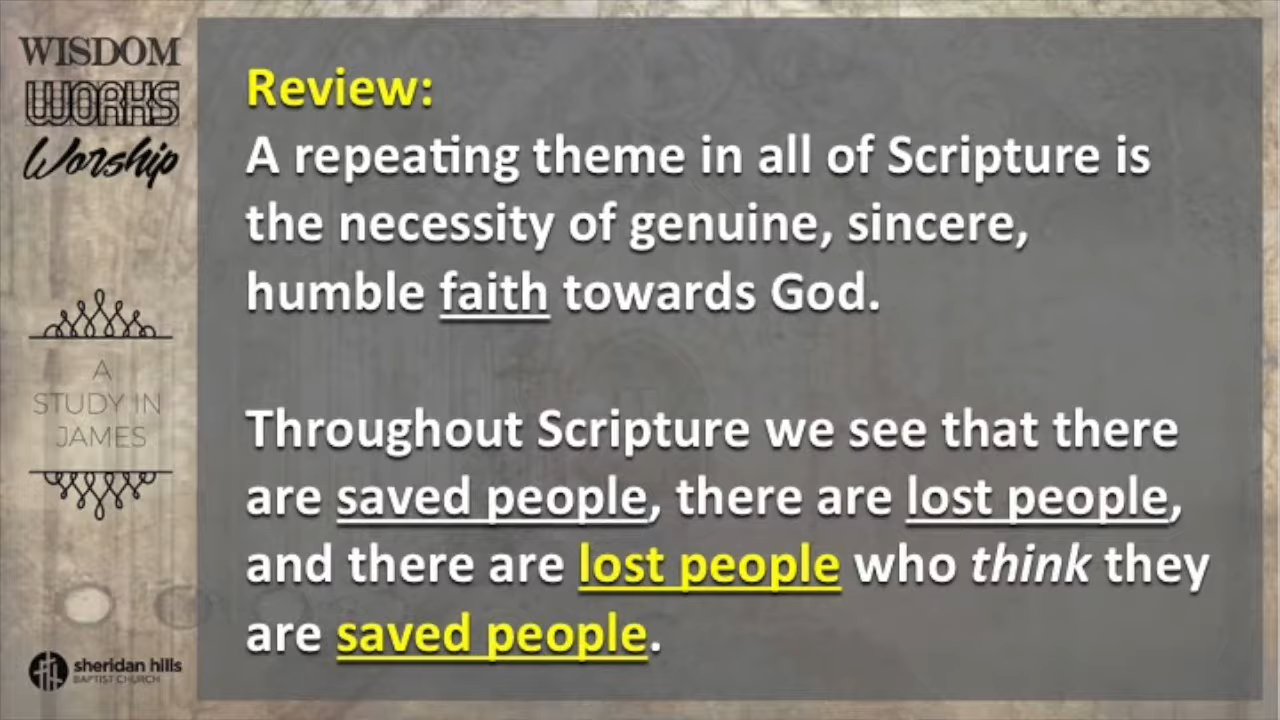 WISDOM
WORKS
Worship
A
STUDY IN
JAMES
sheridan hills
BAPTIST CHURCH
Review:
A repeating theme in all of Scripture is
the necessity of genuine, sincere,
humble faith towards God.
Throughout Scripture we see that there
are saved people, there are lost people,
and there are lost people who think they
are saved people.